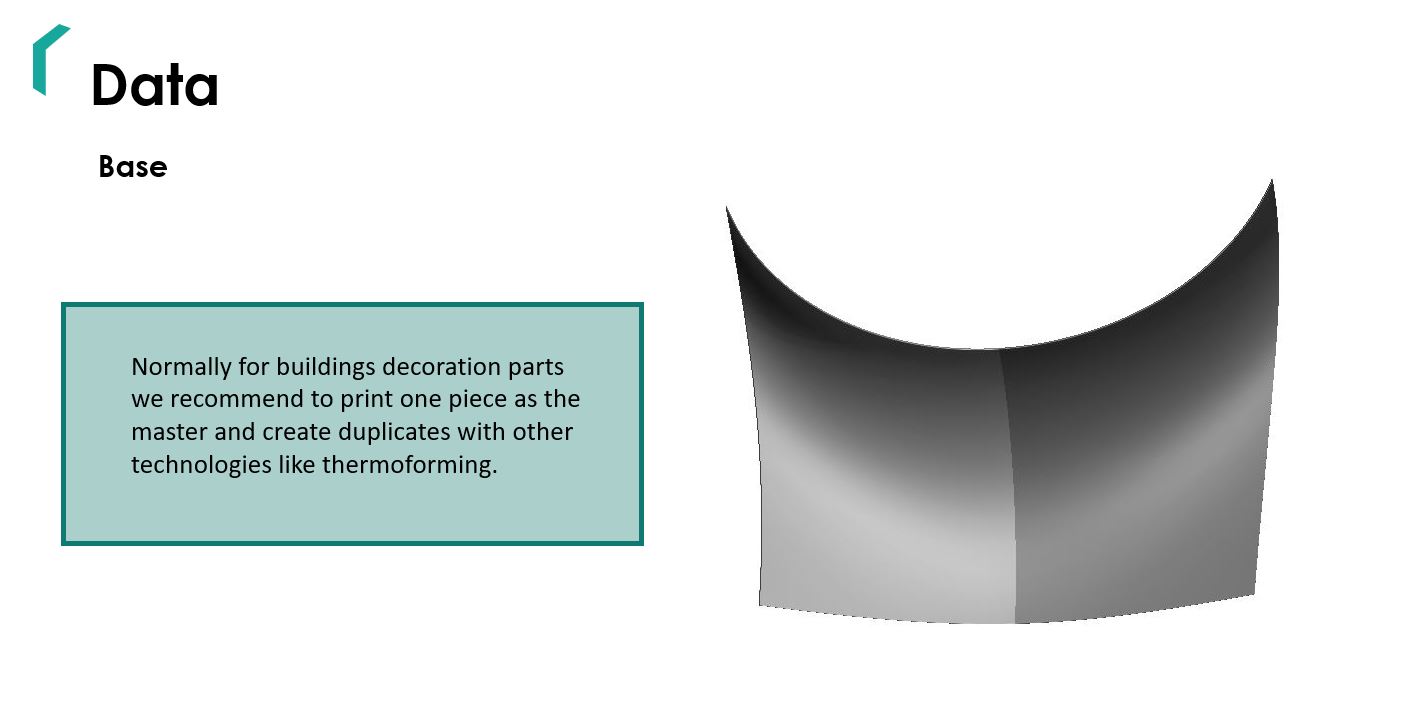 Data
Base
Normally for buildings decoration parts
we recommend to print one piece as the
master and create duplicates with other
technologies like thermoforming.